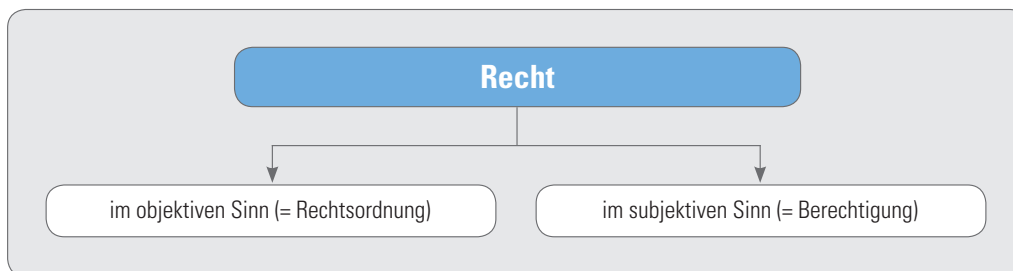 Recht
im objektiven Sinn (= Rechtsordnung)
im subjektiven Sinn (= Berechtigung)